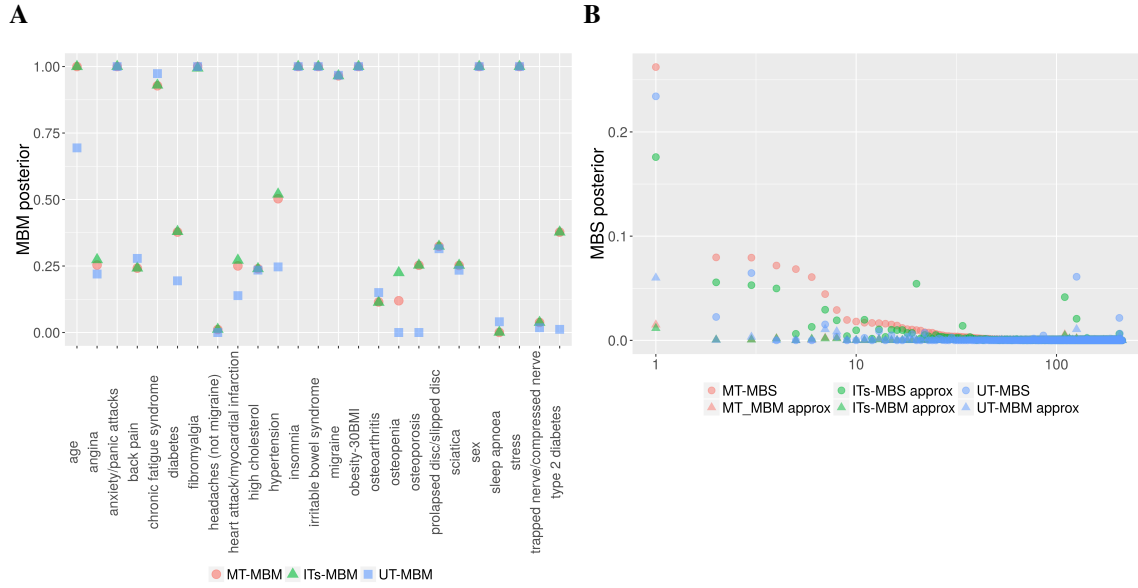 A
MBM posterior
1.00
0.75
0.50
0.25
0.00
age
angina
anxiety/panic attacks
back pain
chronic fatigue syndrome
diabetes
fibromyalgia
headaches (not migraine)
heart attack/myocardial infarction
high cholesterol
hypertension
insomnia
irritable bowel syndrome
migraine
obesity-30BMI
osteoarthritis
osteopenia
osteoporosis
prolapsed disc/slipped disc
sciatica
sex
sleep apnoea
stress
trapped nerve/compressed nerve
type 2 diabetes
MT-MBM ITs-MBM UT-MBM
B
MBS posterior
0.2
0.1
0.0
1 10 100
MT-MBS ITs-MBS approx UT-MBS
MT_MBM approx ITs-MBM approx UT-MBM approx